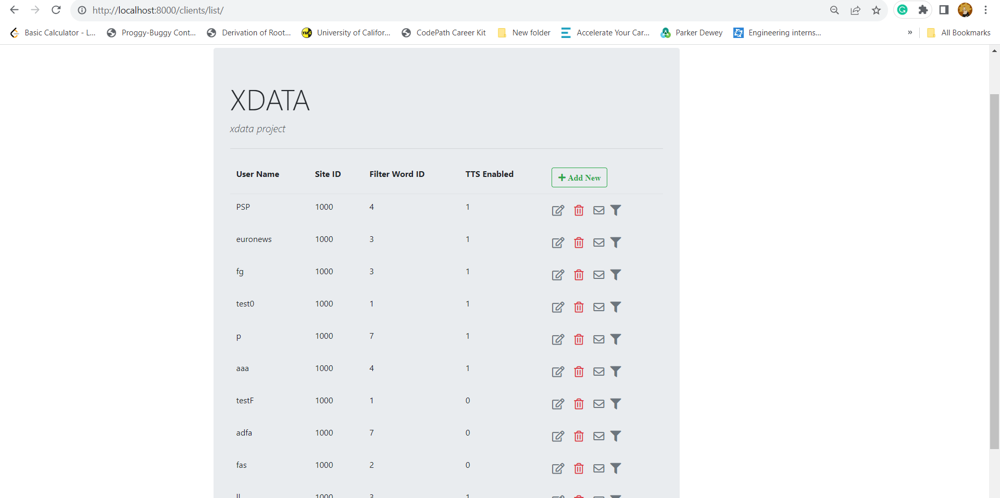 http://localhost:8000/clients/list/
Basic Calculator - L... Proggy-Buggy Cont... Derivation of Root... University of Califor... CodePath Career Kit New folder Accelerate Your Car... Parker Dewey Engineering interns... » All Bookmarks
XDATA
xdata project
User Name Site ID Filter Word ID TTS Enabled Add New
PSP 1000 4 1
euronews 1000 3 1
fg 1000 3 1
test0 1000 1 1
p 1000 7 1
aaa 1000 4 1
testF 1000 1 0
adfa 1000 7 0
fas 1000 2 0
1000 3 1